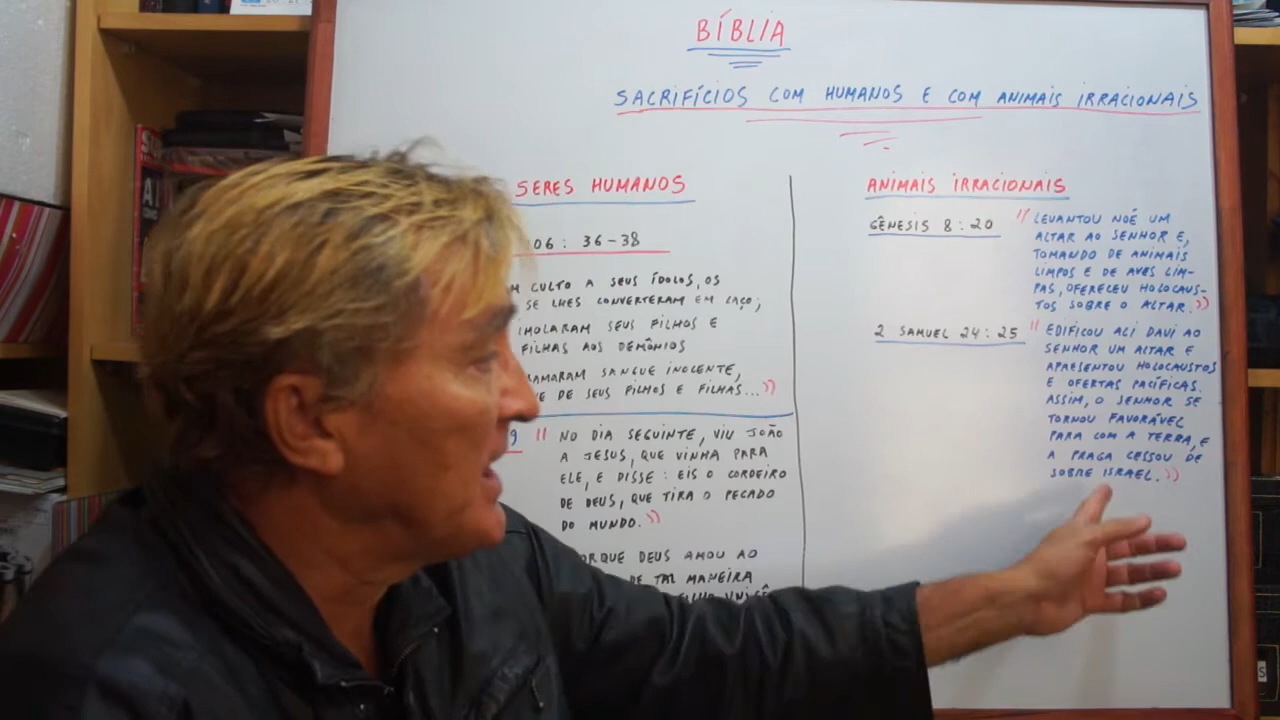 BÍBLIA
SACRIFÍCIOS COM HUMANOS E COM ANIMAIS IRRACIONAIS
SERES HUMANOS
06: 36-38
CULTO A SEUS ÍDOLOS, OS
SE LHES CONVERTERAM EM LAÇO;
IMOLARAM SEUS FILHOS E
FILHAS AOS DEMÔNIOS
RAMARAM SANGUE INOCENTE,
E DE SEUS FILHOS E FILHAS...))
9 "NO DIA SEGUINTE, VIU JOÃO
A JESUS, QUE VINHA PARA
ELE, E DISSE: EIS O CORDEIRO
DE DEUS, QUE TIRA O PECADO
DO MUNDO.))
ORQUE DEUS AMOU AO
DE TAL MANEIRA
ANIMAIS IRRACIONAIS
GÊNESIS 8:20 "LEVANTOU NOÉ UM
ALTAR AO SENHOR E,
TOMANDO DE ANIMAIS
LIMPOS E DE AVES LIM-
PAS, OFERECEU HOLOCAUS-
TOS SOBRE O ALTAR.))
2 SAMUEL 24:25 "EDIFICOU ALI DAVI AO
SENHOR UM ALTAR E
APRESENTOU HOLOCAUSTOS
E OFERTAS PACÍFICAS.
ASSIM, O SENHOR SE
TORNOU FAVORÁVEL
PARA COM A TERRA, E
A PRAGA CESSOU DE
SOBRE ISRAEL.))